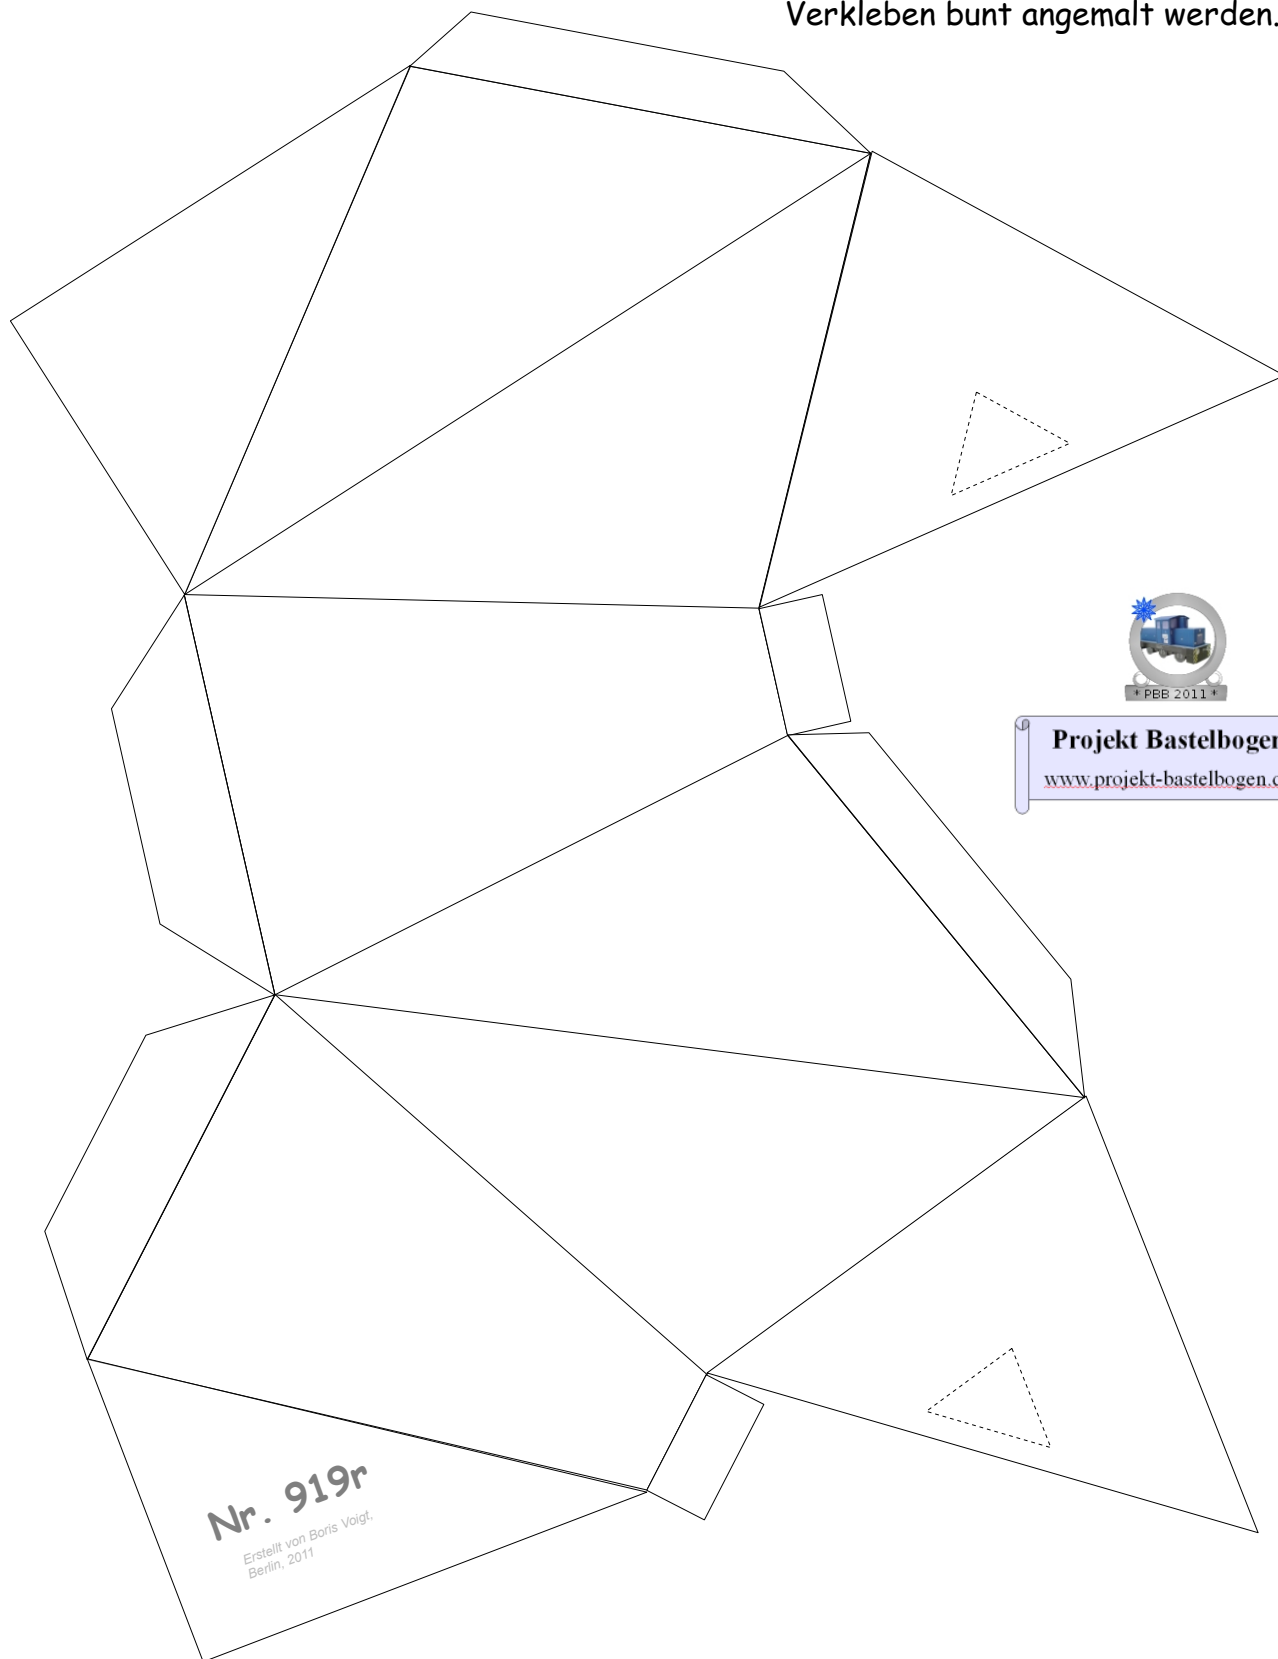 Verkleben bunt angemalt werden.
* PBB 2011 *
Projekt Bastelbogen
www.projekt-bastelbogen.d
Nr. 919r
Erstellt von Boris Voigt,
Berlin, 2011